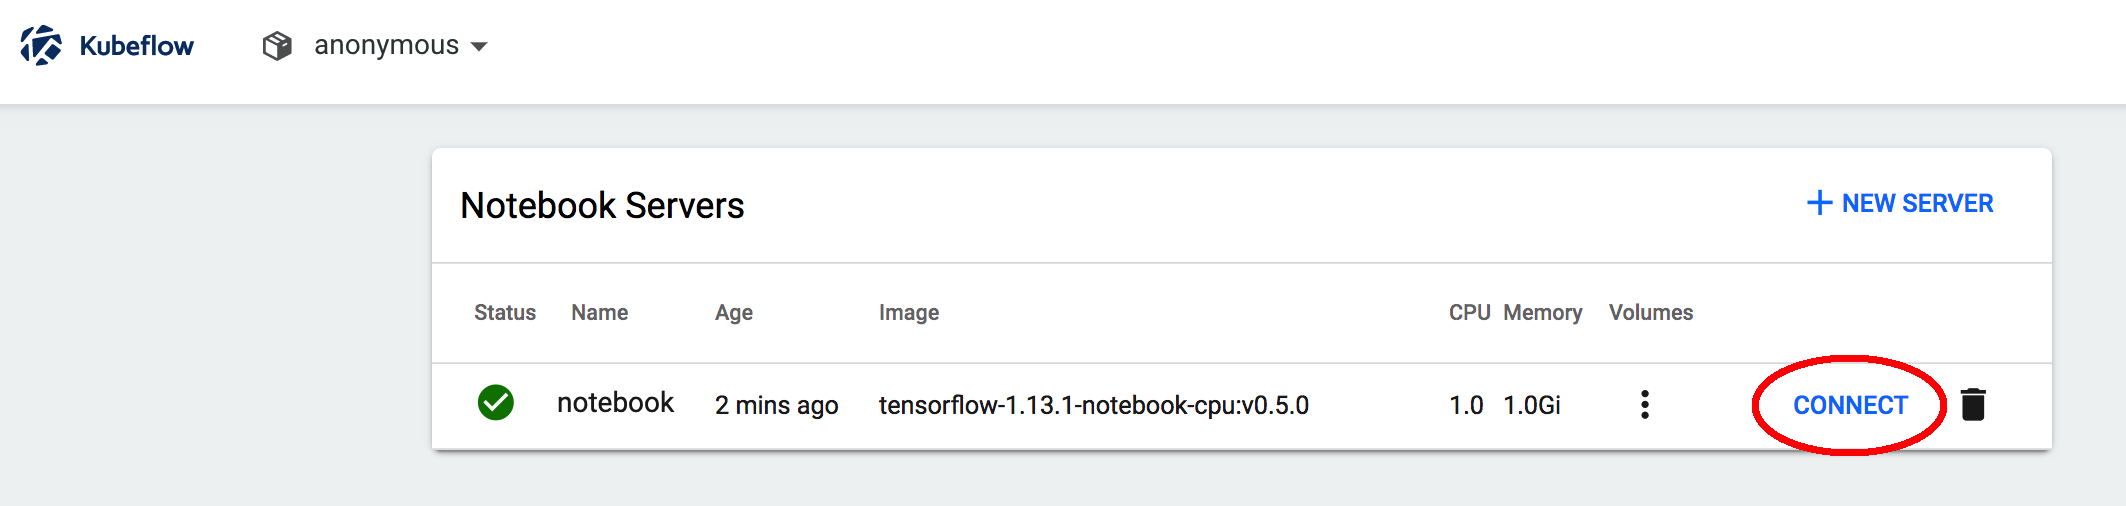 Kubeflow anonymous
Notebook Servers
NEW SERVER
Status Name Age Image CPU Memory Volumes
notebook 2 mins ago tensorflow-1.13.1-notebook-cpu:v0.5.0 1.0 1.0Gi CONNECT